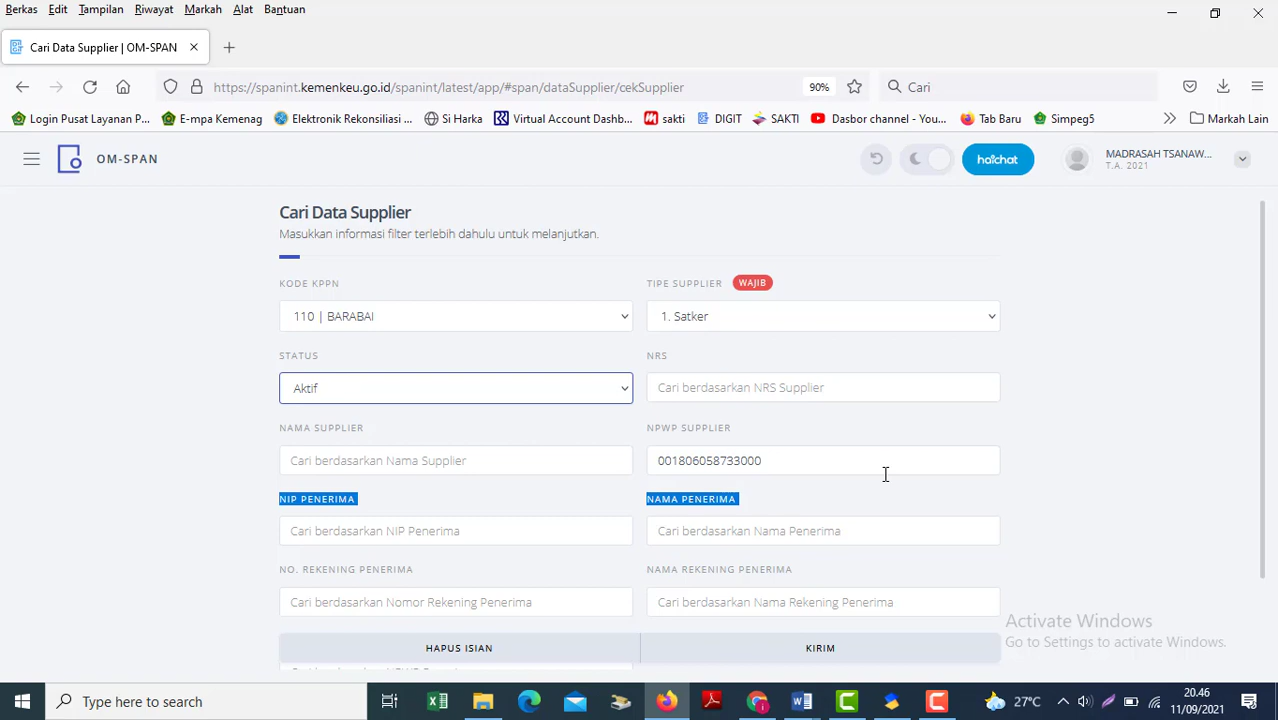 Berkas Edit Tampilan Riwayat Markah Alat Bantuan
Cari Data Supplier | OM-SPAN
https://spanint.kemenkeu.go.id/spanint/latest/app/#span/dataSupplier/cekSupplier 90% Cari
Login Pusat Layanan P... E-mpa Kemenag Elektronik Rekonsiliasi ... Si Harka Virtual Account Dashb... sakti DIGIT SAKTI Dasbor channel - You... Tab Baru Simpeg5 Markah Lain
OM-SPAN
haichat
MADRASAH TSANAW...
T.A. 2021
Cari Data Supplier
Masukkan informasi filter terlebih dahulu untuk melanjutkan.
KODE KPPN TIPE SUPPLIER WAJIB
110 | BARABAI 1. Satker
STATUS NRS
Aktif Cari berdasarkan NRS Supplier
NAMA SUPPLIER NPWP SUPPLIER
Cari berdasarkan Nama Supplier 001806058733000
NIP PENERIMA NAMA PENERIMA
Cari berdasarkan NIP Penerima Cari berdasarkan Nama Penerima
NO. REKENING PENERIMA NAMA REKENING PENERIMA
Cari berdasarkan Nomor Rekening Penerima Cari berdasarkan Nama Rekening Penerima
Activate Windows
Go to Settings to activate Windows.
HAPUS ISIAN KIRIM
Type here to search
27°C
20.46
11/09/2021